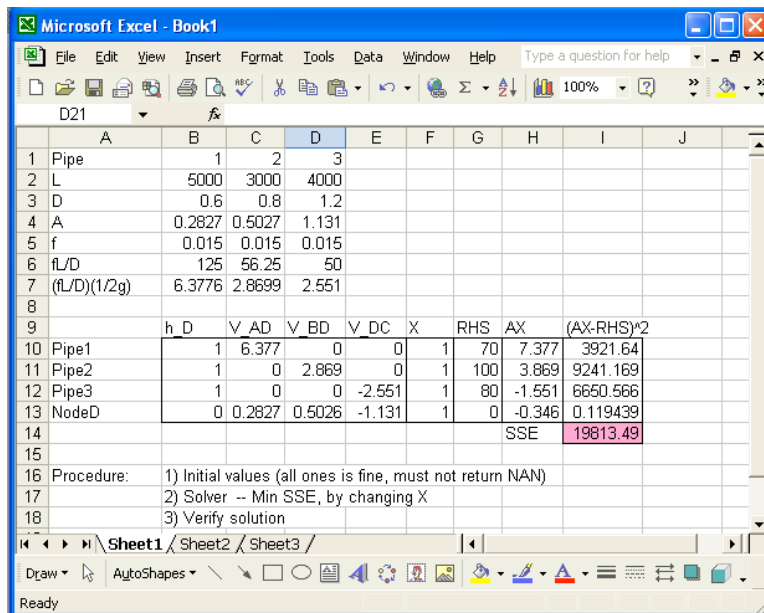 Microsoft Excel - Book1
File Edit View Insert Format Tools Data Window Help Type a question for help
ABC Σ 100%
D21 fx
A B C D E F G H I J
1 Pipe 1 2 3
2 L 5000 3000 4000
3 D 0.6 0.8 1.2
4 A 0.2827 0.5027 1.131
5 f 0.015 0.015 0.015
6 fL/D 125 56.25 50
7 (fL/D)(1/2g) 6.3776 2.8699 2.551
8
9 h_D V_AD V_BD V_DC X RHS AX (AX-RHS)^2
10 Pipe1 1 6.377 0 0 1 70 7.377 3921.64
11 Pipe2 1 0 2.869 0 1 100 3.869 9241.169
12 Pipe3 1 0 0 -2.551 1 80 -1.551 6650.566
13 NodeD 0 0.2827 0.5026 -1.131 1 0 -0.346 0.119439
14 SSE 19813.49
15
16 Procedure: 1) Initial values (all ones is fine, must not return NAN)
17 2) Solver -- Min SSE, by changing X
18 3) Verify solution
Sheet1 / Sheet2 / Sheet3 /
Draw AutoShapes A A
Ready